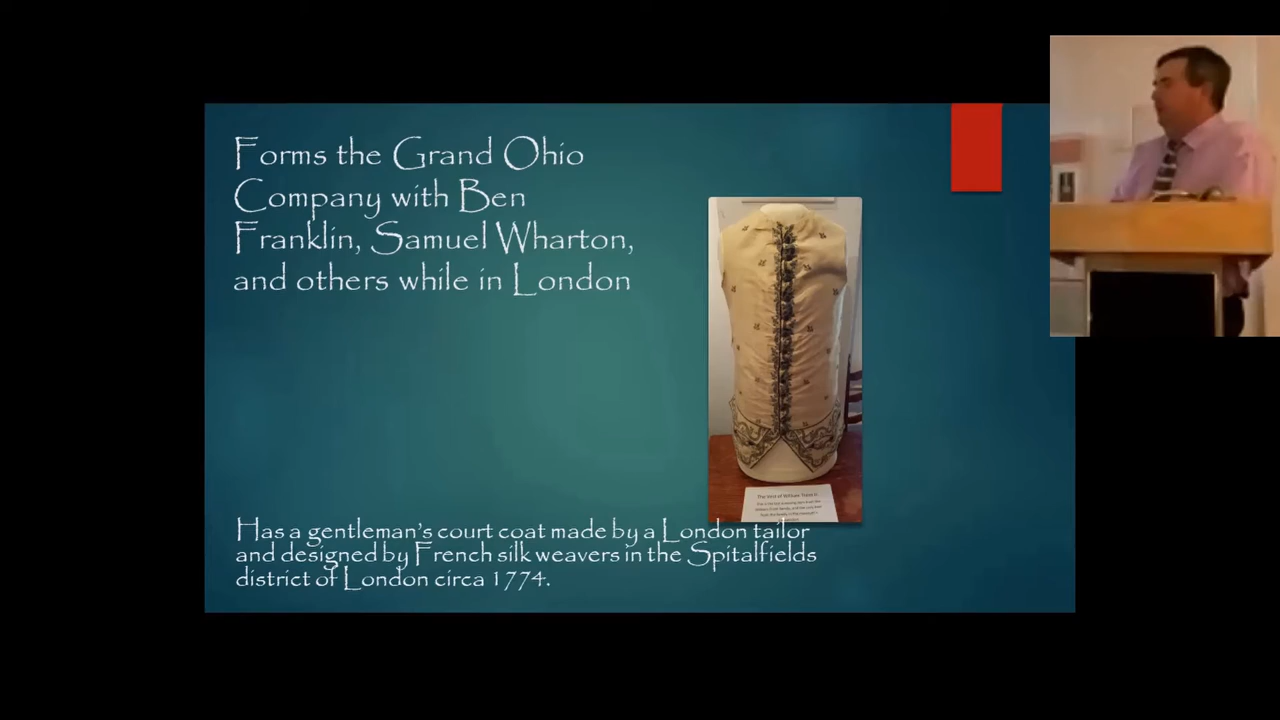 Forms the Grand Ohio
Company with Ben
Franklin, Samuel Wharton,
and others while in London
The Vest of William Trent Jr.
Has a gentleman's court coat made by a London tailor
and designed by French silk weavers in the Spitalfields
district of London circa 1774.